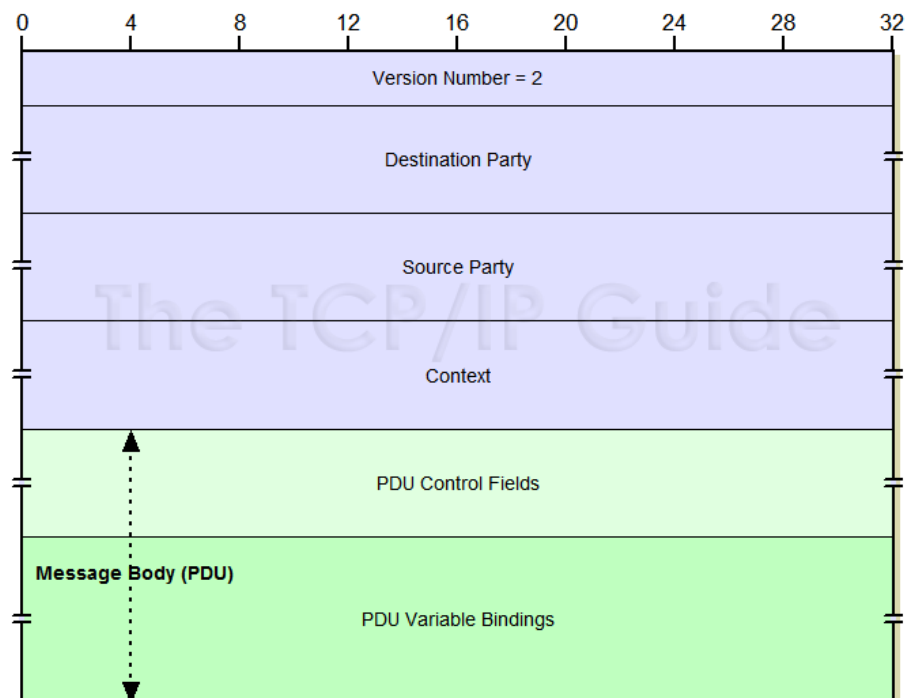 0 4 8 12 16 20 24 28 32
Version Number = 2
Destination Party
Source Party
The TCP/IP Guide
Context
PDU Control Fields
Message Body (PDU)
PDU Variable Bindings